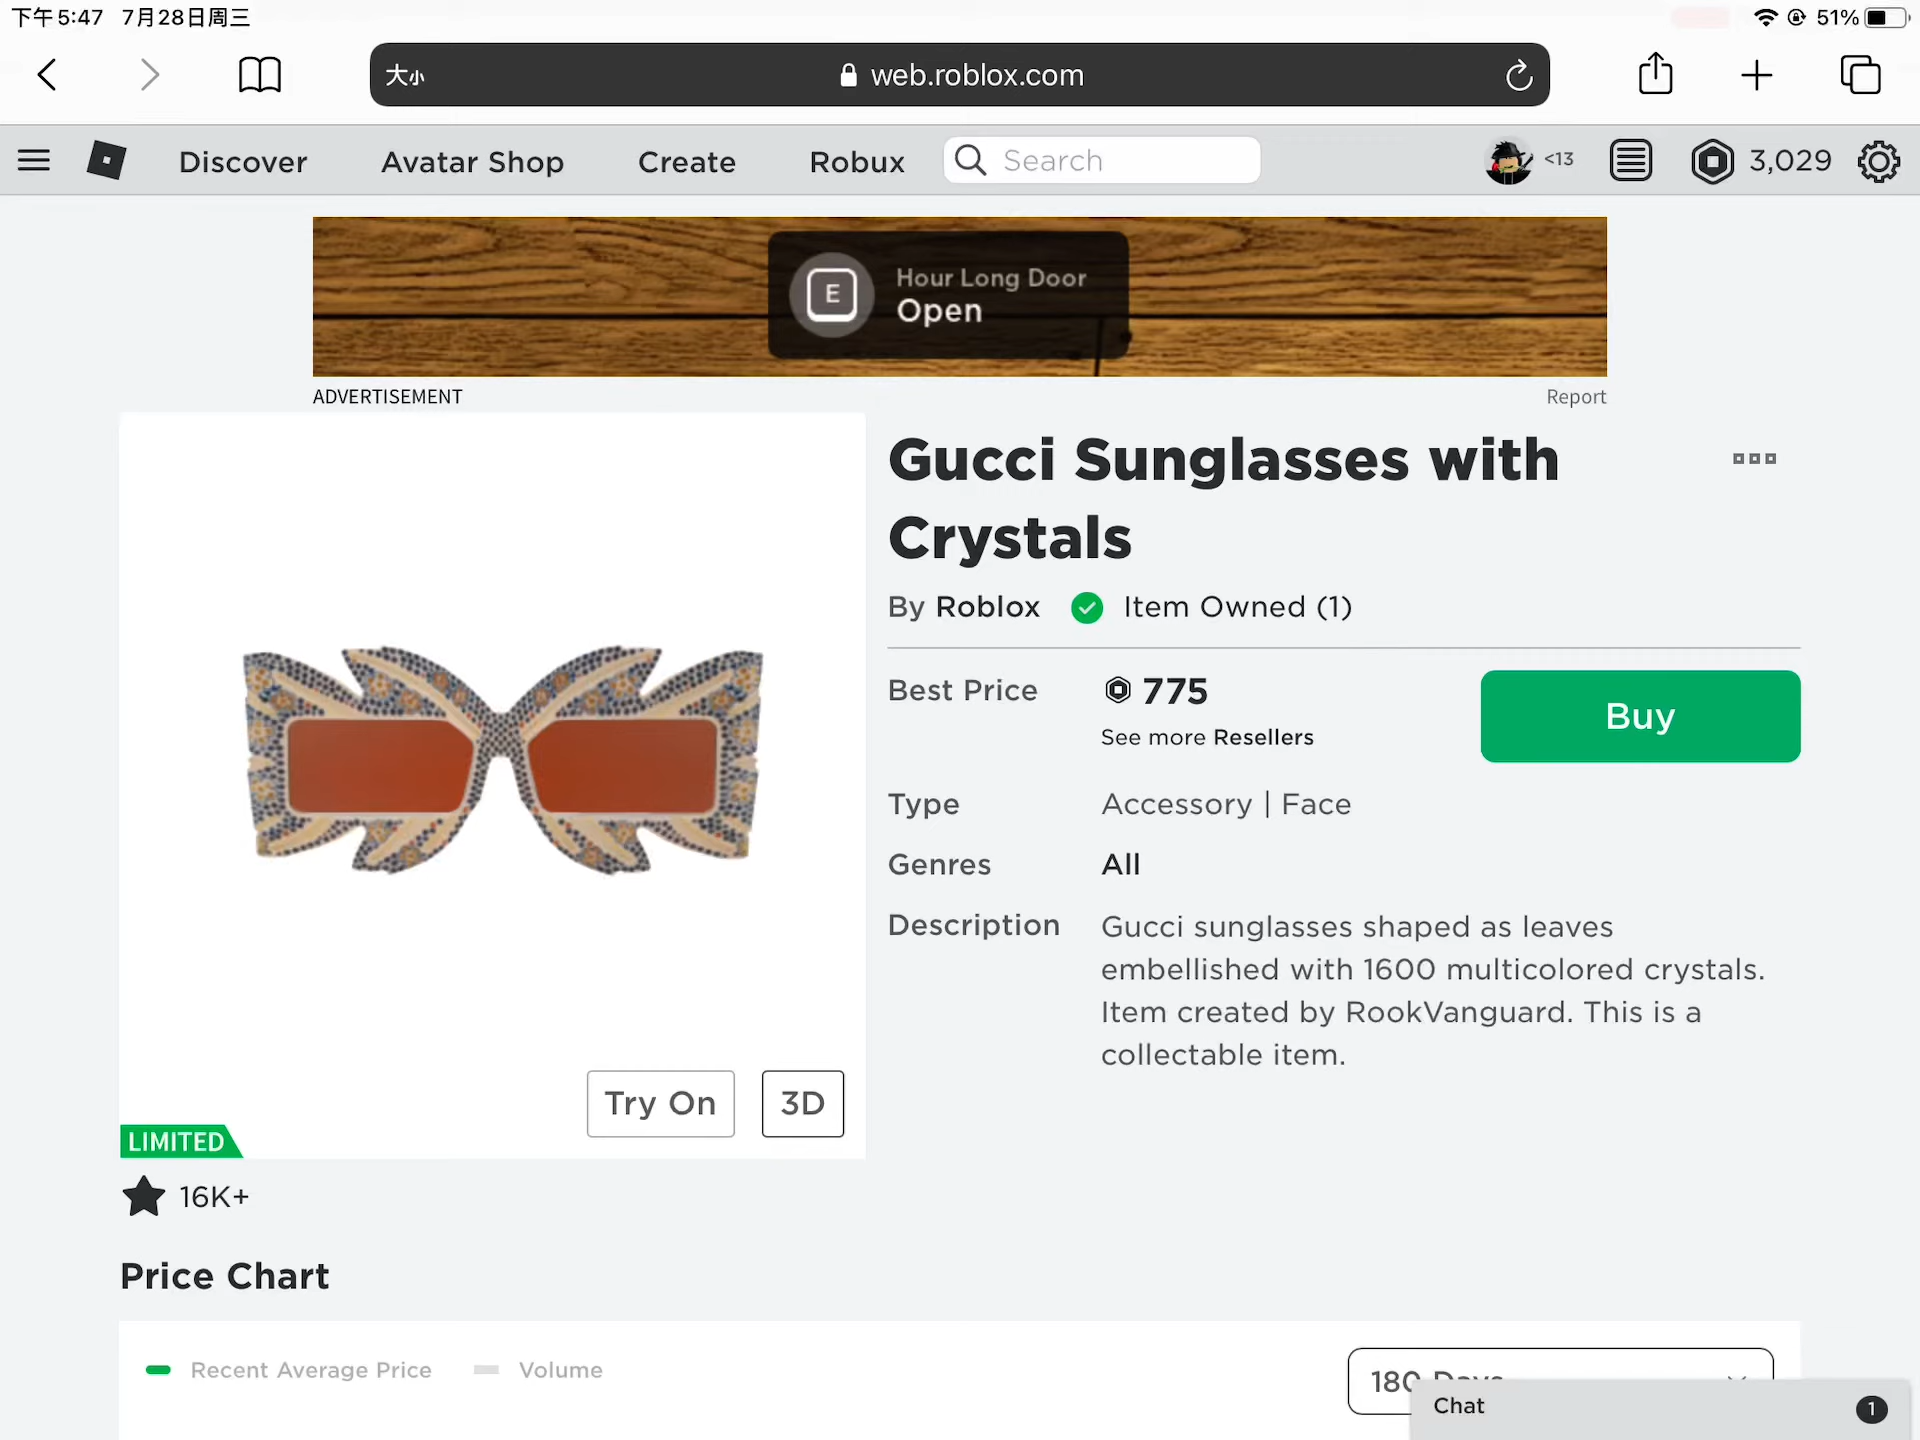 下午5:47 7月28日周三
51%
大小
web.roblox.com
Discover
Avatar Shop
Create
Robux
Search
<13
3,029
E
Hour Long Door
Open
ADVERTISEMENT
Report
Gucci Sunglasses with
Crystals
By Roblox
Item Owned (1)
Best Price
775
See more Resellers
Buy
Type
Accessory | Face
Genres
All
Description
Gucci sunglasses shaped as leaves
embellished with 1600 multicolored crystals.
Item created by RookVanguard. This is a
collectable item.
Try On
3D
LIMITED
16K+
Price Chart
Recent Average Price
Volume
180 Days
Chat
1